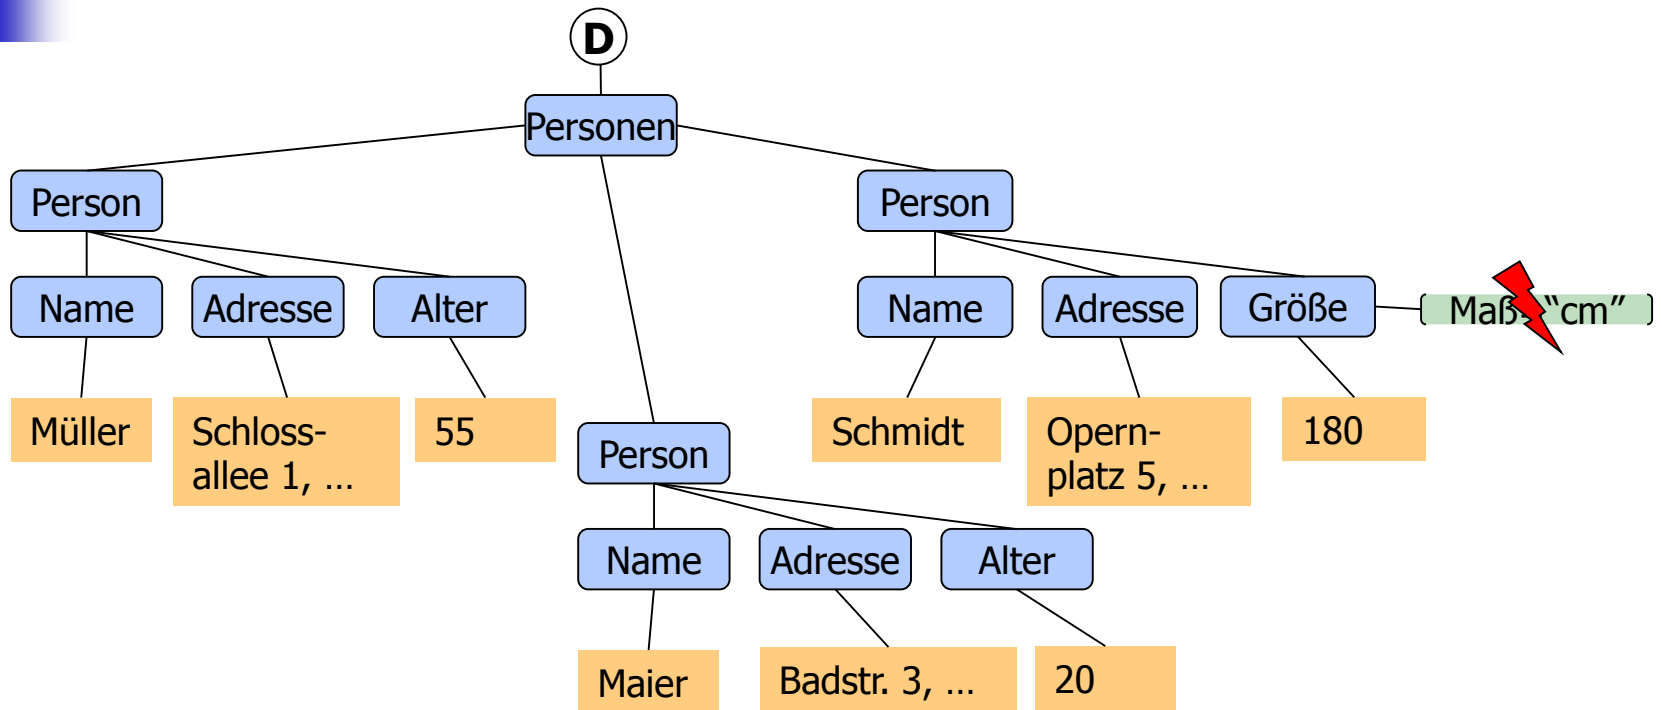 D
Personen
Person
Person
Name
Adresse
Alter
Name
Adresse
Größe
Maß= “cm”
Müller
Schloss-
allee 1, …
55
Schmidt
Opern-
platz 5, …
180
Person
Name
Adresse
Alter
Maier
Badstr. 3, …
20